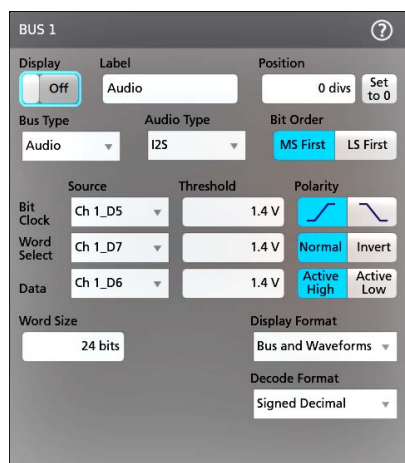 BUS 1 ?
Display Label Position
Off Audio 0 divs Set to 0
Bus Type Audio Type Bit Order
Audio I2S MS First LS First
Source Threshold Polarity
Bit Clock Ch 1_D5 1.4 V
Word Select Ch 1_D7 1.4 V Normal Invert
Data Ch 1_D6 1.4 V Active High Active Low
Word Size Display Format
24 bits Bus and Waveforms
Decode Format
Signed Decimal